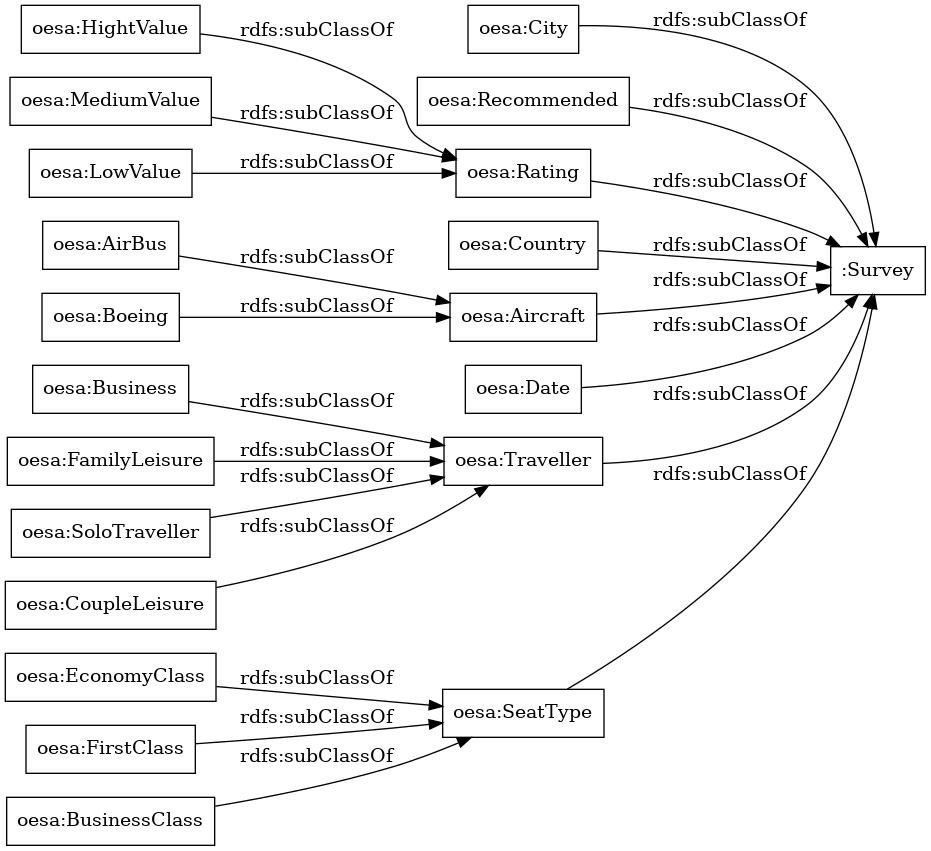 oesa:HightValue
rdfs:subClassOf
oesa:City
rdfs:subClassOf
oesa:MediumValue
rdfs:subClassOf
oesa:Recommended
rdfs:subClassOf
oesa:LowValue
rdfs:subClassOf
oesa:Rating
rdfs:subClassOf
oesa:AirBus
rdfs:subClassOf
oesa:Country
rdfs:subClassOf
:Survey
oesa:Boeing
rdfs:subClassOf
oesa:Aircraft
rdfs:subClassOf
oesa:Business
rdfs:subClassOf
oesa:Date
rdfs:subClassOf
oesa:FamilyLeisure
rdfs:subClassOf
oesa:Traveller
rdfs:subClassOf
oesa:SoloTraveller
rdfs:subClassOf
oesa:CoupleLeisure
rdfs:subClassOf
oesa:EconomyClass
rdfs:subClassOf
oesa:SeatType
rdfs:subClassOf
oesa:FirstClass
rdfs:subClassOf
oesa:BusinessClass
rdfs:subClassOf